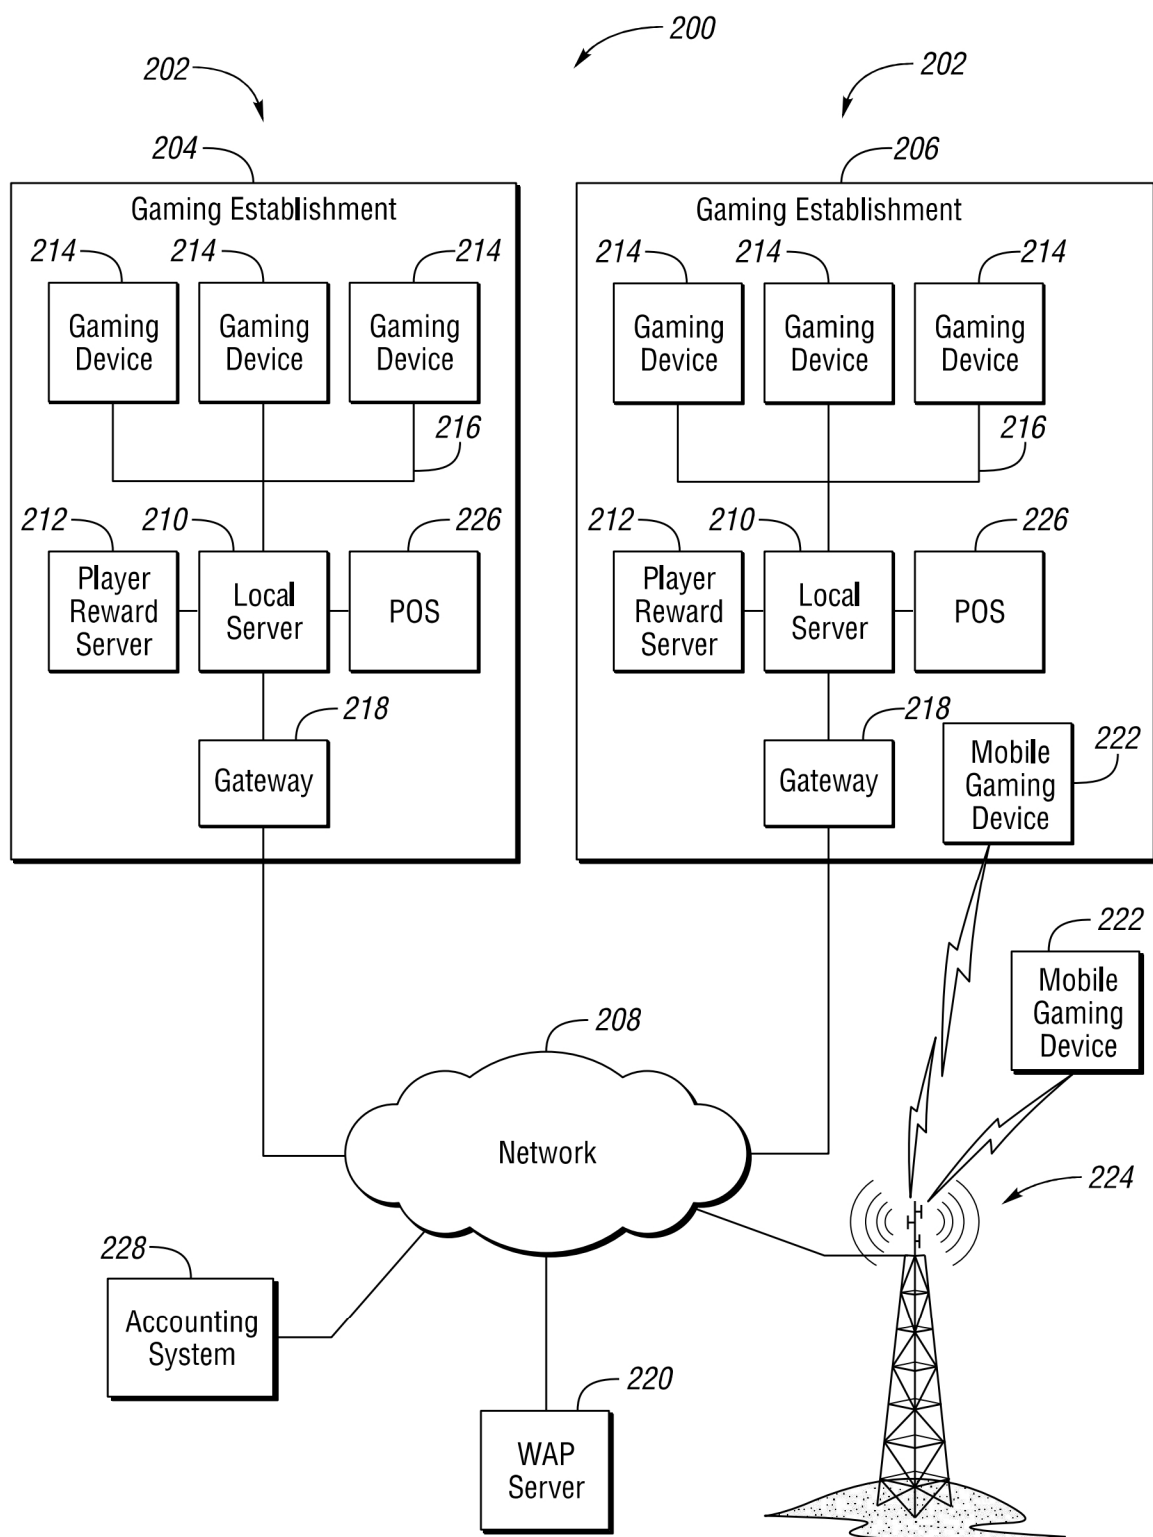 200
202
202
204
206
Gaming Establishment
Gaming Establishment
214
214
214
214
214
214
Gaming
Device
Gaming
Device
Gaming
Device
Gaming
Device
Gaming
Device
Gaming
Device
216
216
212
210
226
212
210
226
Player
Reward
Server
Local
Server
POS
Player
Reward
Server
Local
Server
POS
218
218
222
Gateway
Gateway
Mobile
Gaming
Device
222
Mobile
Gaming
Device
208
Network
224
228
Accounting
System
220
WAP
Server